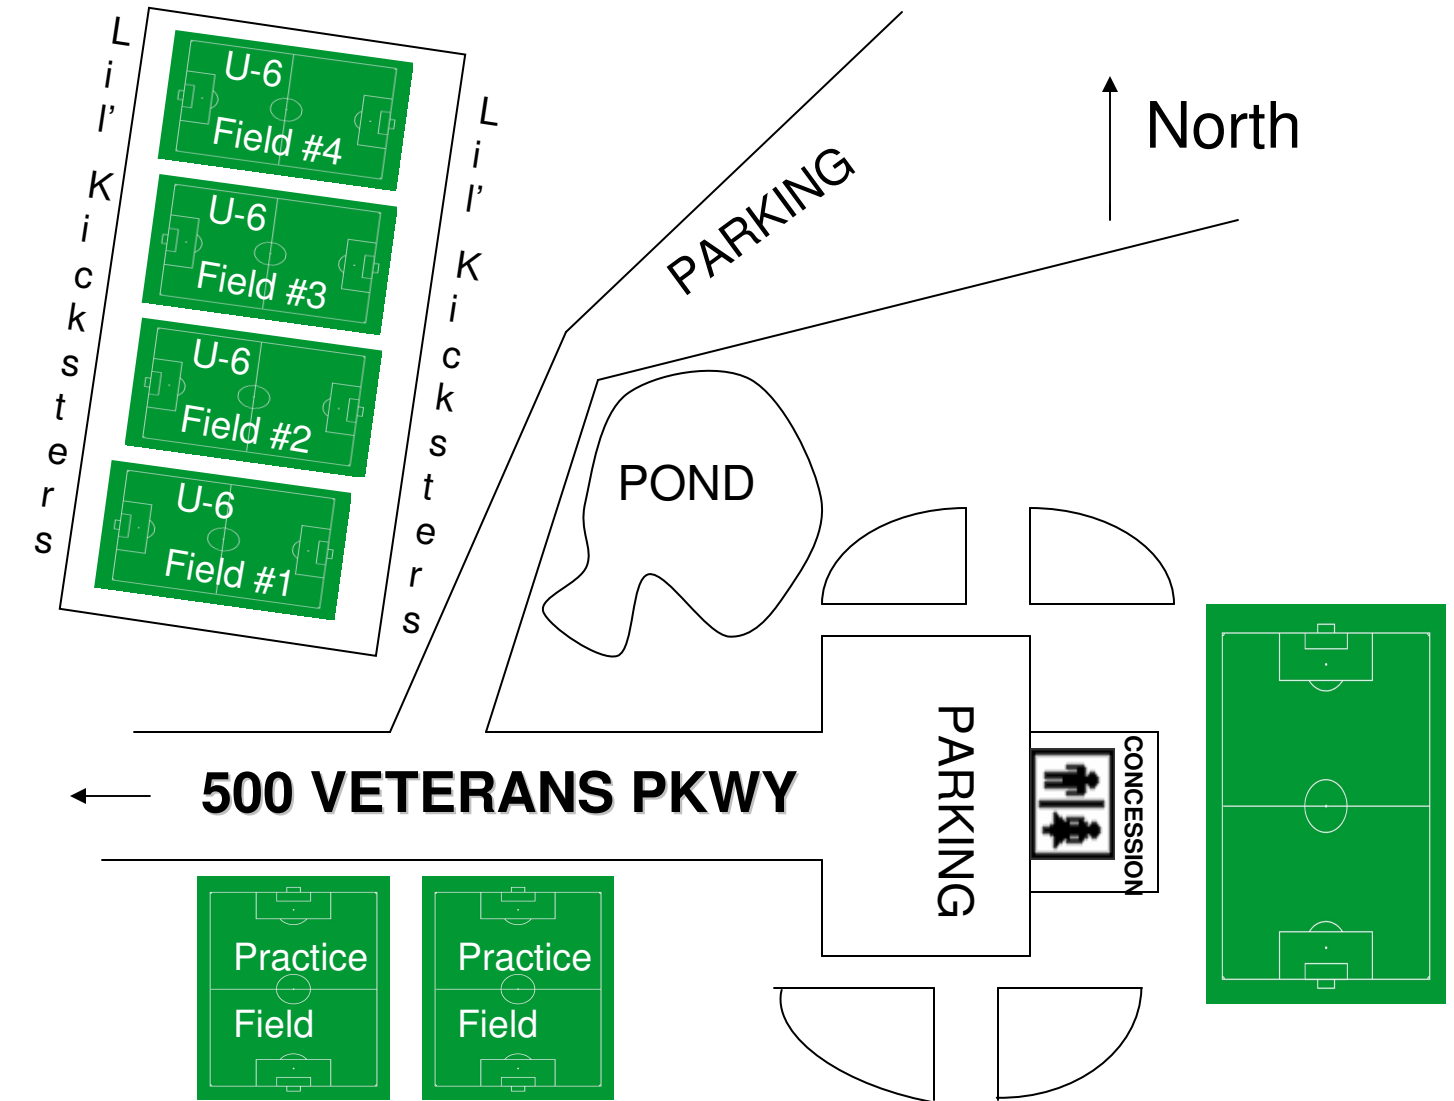 Lil' Kicksters
U-6
Field #4
U-6
Field #3
U-6
Field #2
U-6
Field #1
Lil' Kicksters
PARKING
North
POND
500 VETERANS PKWY
PARKING
CONCESSION
Practice
Field
Practice
Field